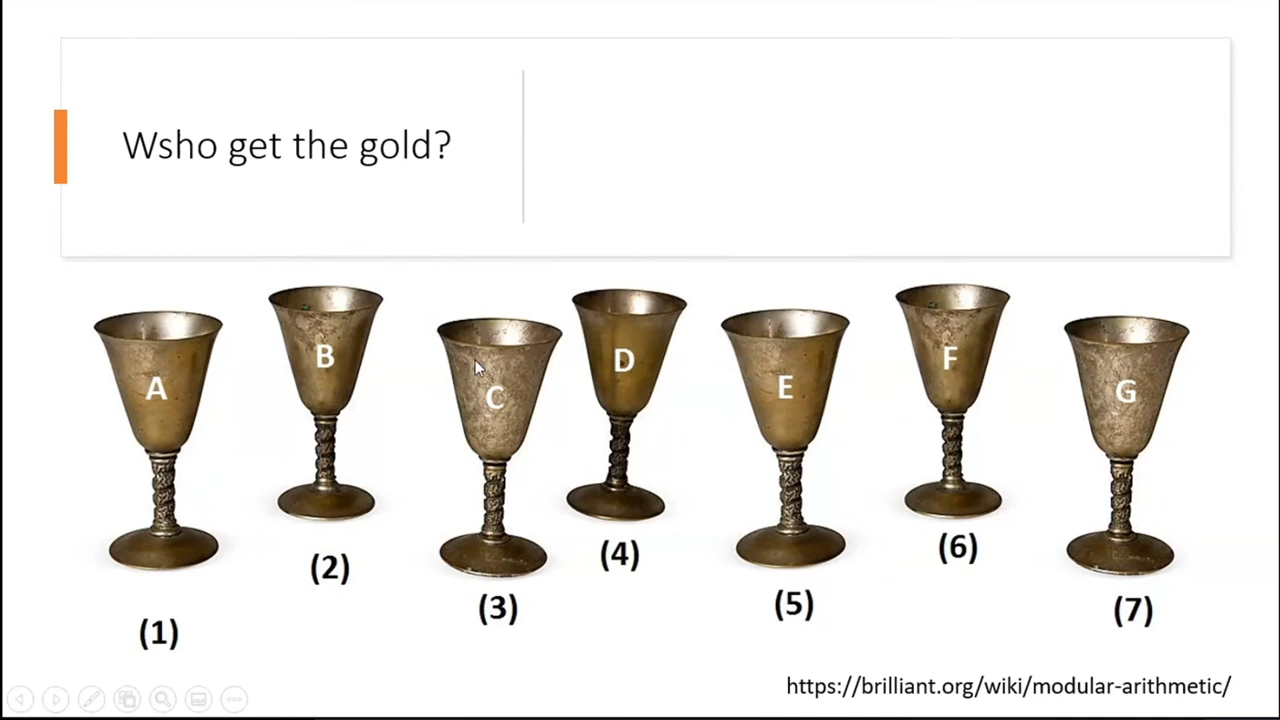 Wsho get the gold?
A
B
C
D
E
F
G
(1)
(2)
(3)
(4)
(5)
(6)
(7)
https://brilliant.org/wiki/modular-arithmetic/